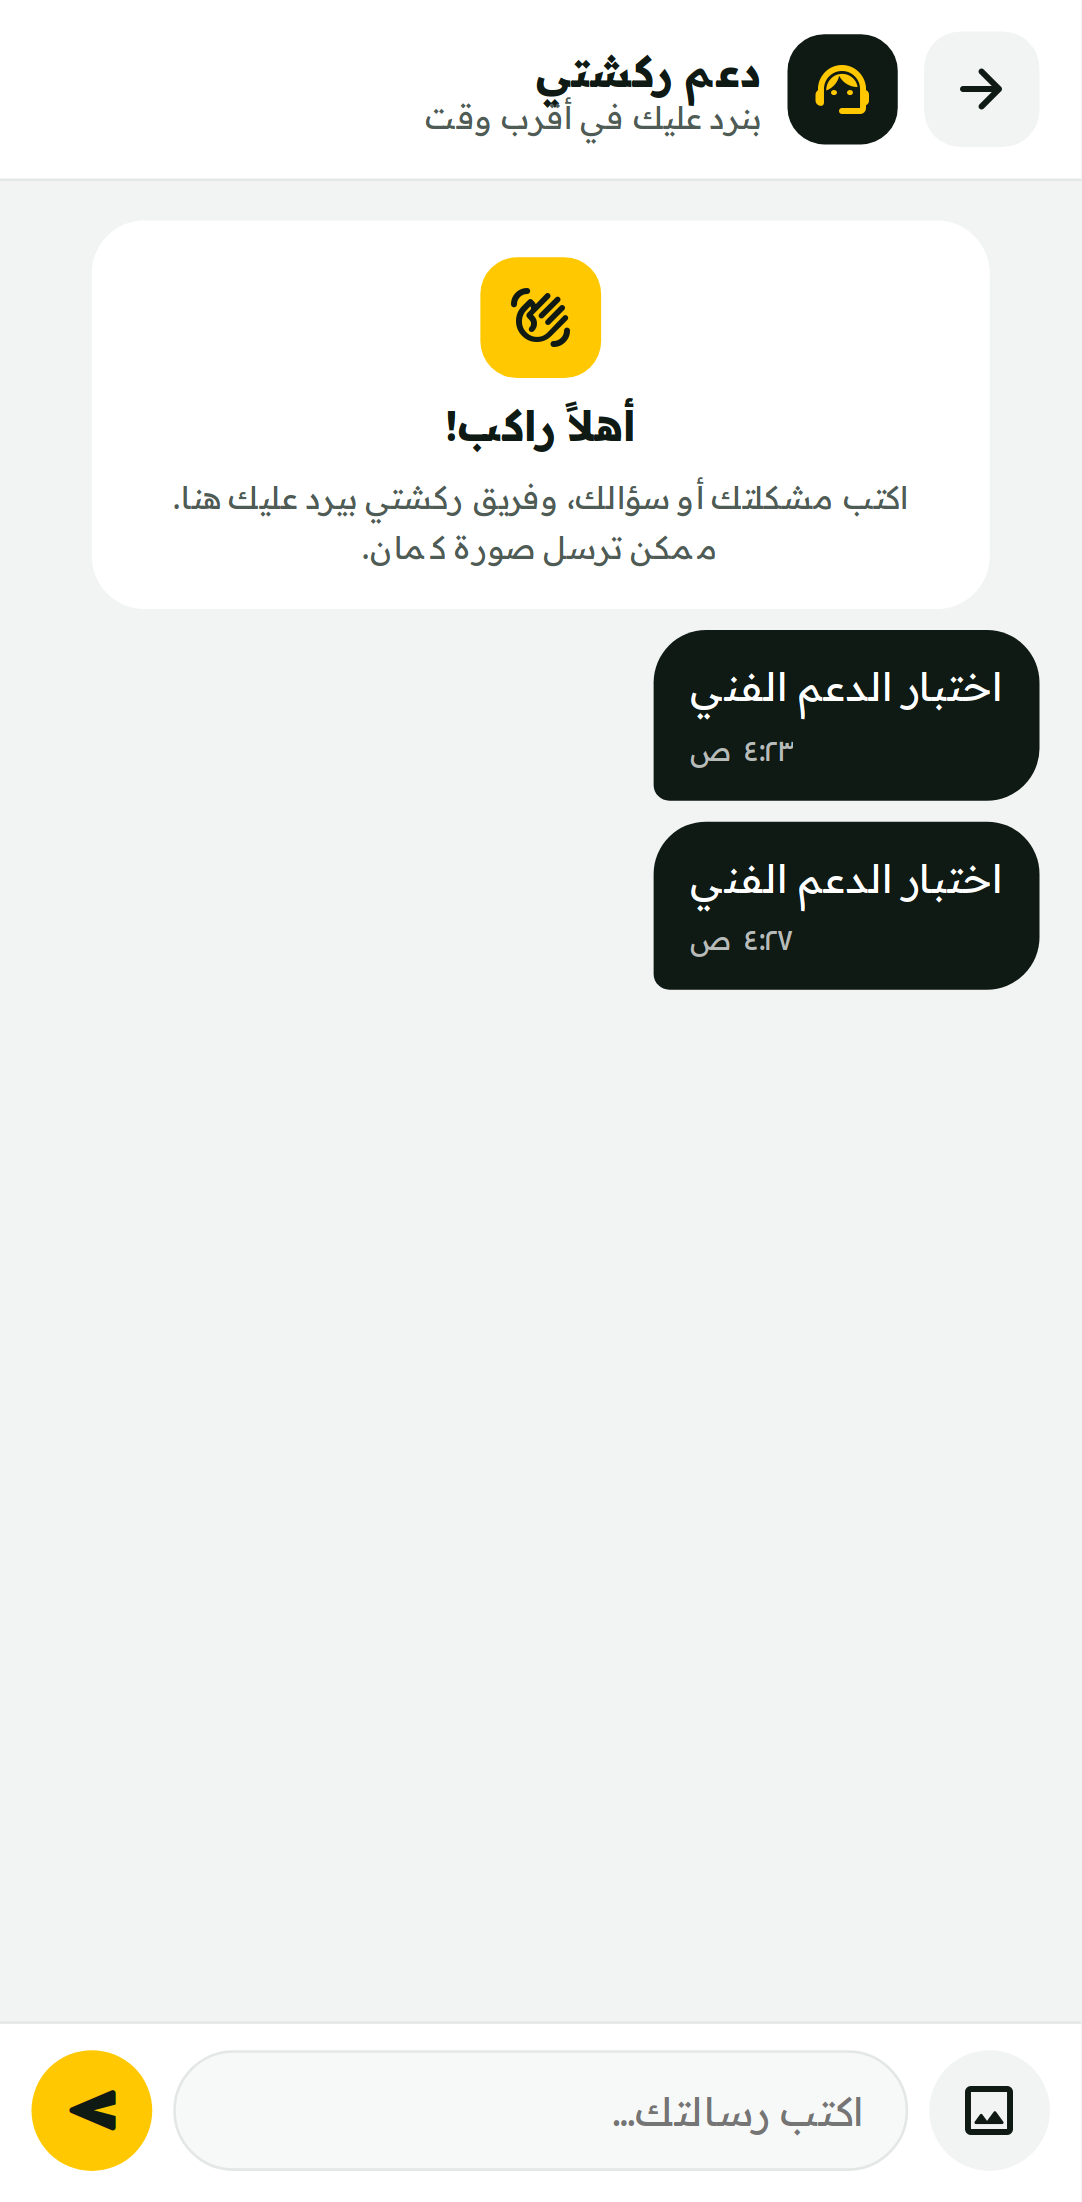 دعم ركشتي
بنرد عليك في أقرب وقت
أهلاً راكب!
اكتب مشكلتك أو سؤالك، وفريق ركشتي بيرد عليك هنا.
ممكن ترسل صورة كمان.
اختبار الدعم الفني
٤:٢٣ ص
اختبار الدعم الفني
٤:٢٧ ص
اكتب رسالتك...